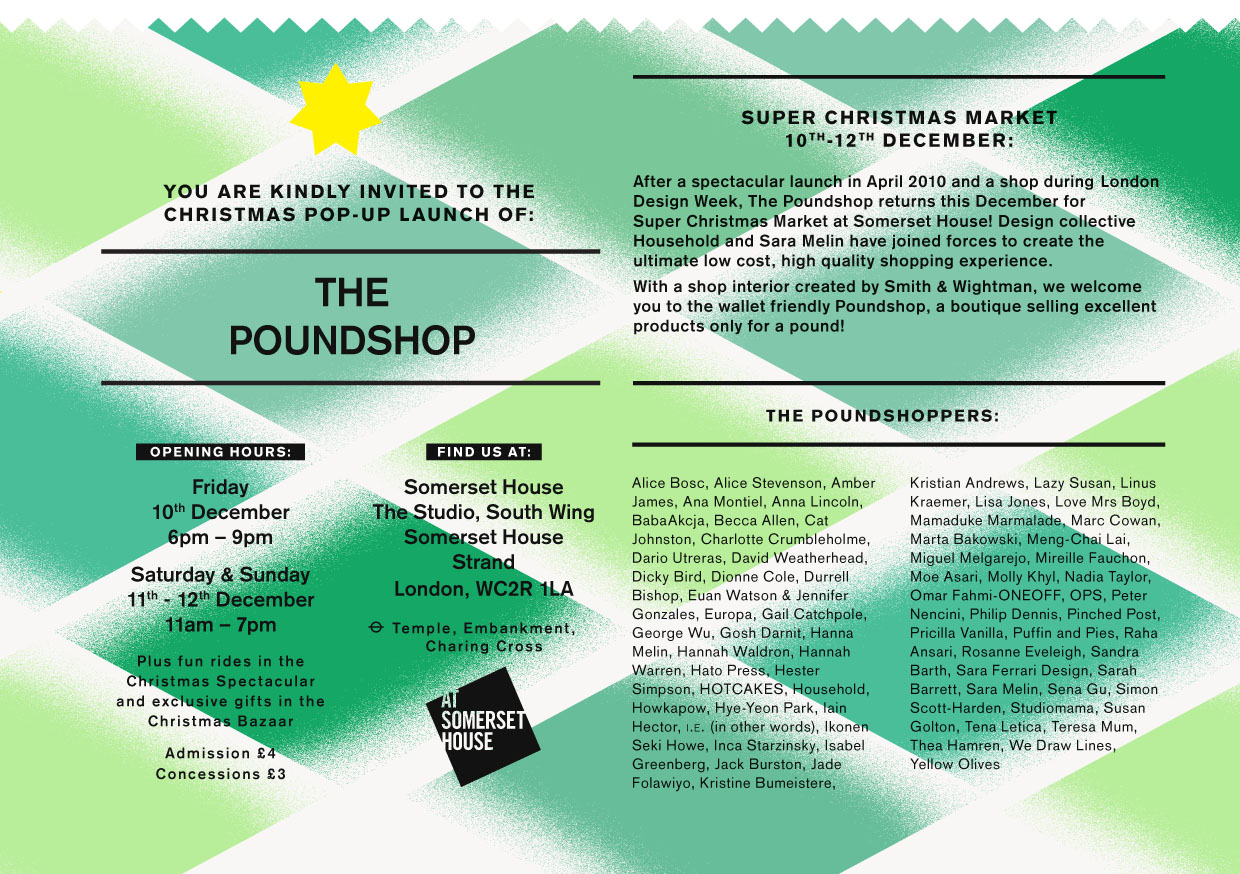 YOU ARE KINDLY INVITED TO THE
CHRISTMAS POP-UP LAUNCH OF:
THE
POUNDSHOP
OPENING HOURS:
Friday
10th December
6pm – 9pm
Saturday & Sunday
11th - 12th December
11am – 7pm
Plus fun rides in the
Christmas Spectacular
and exclusive gifts in the
Christmas Bazaar
Admission £4
Concessions £3
FIND US AT:
Somerset House
The Studio, South Wing
Somerset House
Strand
London, WC2R 1LA
Temple, Embankment,
Charing Cross
AT
SOMERSET
HOUSE
SUPER CHRISTMAS MARKET
10TH-12TH DECEMBER:
After a spectacular launch in April 2010 and a shop during London
Design Week, The Poundshop returns this December for
Super Christmas Market at Somerset House! Design collective
Household and Sara Melin have joined forces to create the
ultimate low cost, high quality shopping experience.
With a shop interior created by Smith & Wightman, we welcome
you to the wallet friendly Poundshop, a boutique selling excellent
products only for a pound!
THE POUNDSHOPPERS:
Alice Bosc, Alice Stevenson, Amber
James, Ana Montiel, Anna Lincoln,
BabaAkcja, Becca Allen, Cat
Johnston, Charlotte Crumbleholme,
Dario Utreras, David Weatherhead,
Dicky Bird, Dionne Cole, Durrell
Bishop, Euan Watson & Jennifer
Gonzales, Europa, Gail Catchpole,
George Wu, Gosh Darnit, Hanna
Melin, Hannah Waldron, Hannah
Warren, Hato Press, Hester
Simpson, HOTCAKES, Household,
Howkapow, Hye-Yeon Park, Iain
Hector, I.E. (in other words), Ikonen
Seki Howe, Inca Starzinsky, Isabel
Greenberg, Jack Burston, Jade
Folawiyo, Kristine Bumeistere,
Kristian Andrews, Lazy Susan, Linus
Kraemer, Lisa Jones, Love Mrs Boyd,
Mamaduke Marmalade, Marc Cowan,
Marta Bakowski, Meng-Chai Lai,
Miguel Melgarejo, Mireille Fauchon,
Moe Asari, Molly Khyl, Nadia Taylor,
Omar Fahmi-ONEOFF, OPS, Peter
Nencini, Philip Dennis, Pinched Post,
Pricilla Vanilla, Puffin and Pies, Raha
Ansari, Rosanne Eveleigh, Sandra
Barth, Sara Ferrari Design, Sarah
Barrett, Sara Melin, Sena Gu, Simon
Scott-Harden, Studiomama, Susan
Golton, Tena Letica, Teresa Mum,
Thea Hamren, We Draw Lines,
Yellow Olives